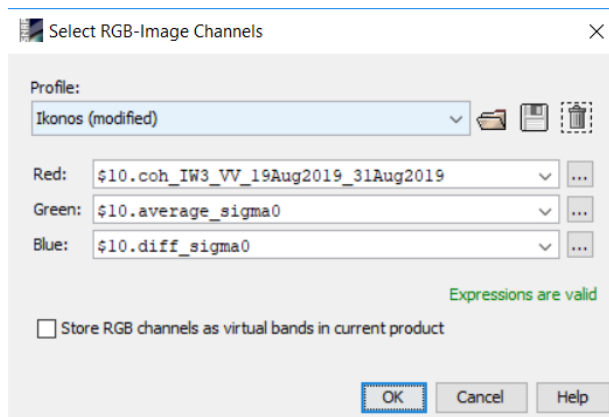 Select RGB-Image Channels
Profile:
Ikonos (modified)
Red: $10.coh_IW3_VV_19Aug2019_31Aug2019 ...
Green: $10.average_sigma0 ...
Blue: $10.diff_sigma0 ...
Expressions are valid
Store RGB channels as virtual bands in current product
OK Cancel Help